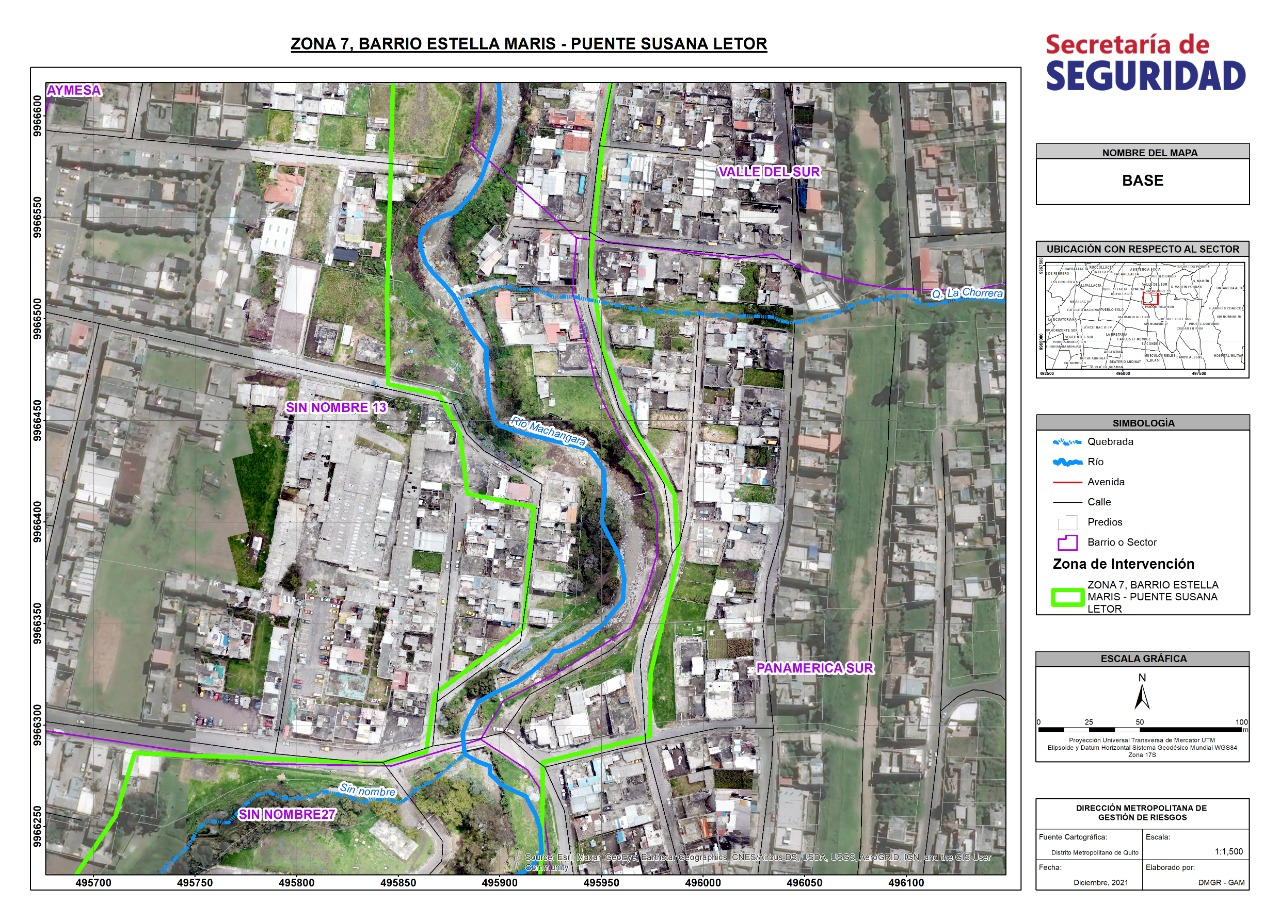 ZONA 7, BARRIO ESTELLA MARIS - PUENTE SUSANA LETOR
Secretaría de
SEGURIDAD
AYMESA
VALLE DEL SUR
Q. La Chorrera
SIN NOMBRE 13
Río Machangara
PANAMERICA SUR
Sin nombre
SIN NOMBRE27
9966600
9966550
9966500
9966450
9966400
9966350
9966300
9966250
495700
495750
495800
495850
495900
495950
496000
496050
496100
NOMBRE DEL MAPA
BASE
UBICACIÓN CON RESPECTO AL SECTOR
SIMBOLOGÍA
Quebrada
Río
Avenida
Calle
Predios
Barrio o Sector
Zona de Intervención
ZONA 7, BARRIO ESTELLA
MARIS - PUENTE SUSANA
LETOR
ESCALA GRÁFICA
N
0 25 50 100
m
Proyección Universal Transversa de Mercator UTM
Elipsoide y Datum Horizontal Sistema Geodésico Mundial WGS84
Zona 17S
DIRECCIÓN METROPOLITANA DE
GESTIÓN DE RIESGOS
Fuente Cartográfica:
Distrito Metropolitano de Quito
Escala:
1:1,500
Fecha:
Diciembre, 2021
Elaborado por:
DMGR - GAM